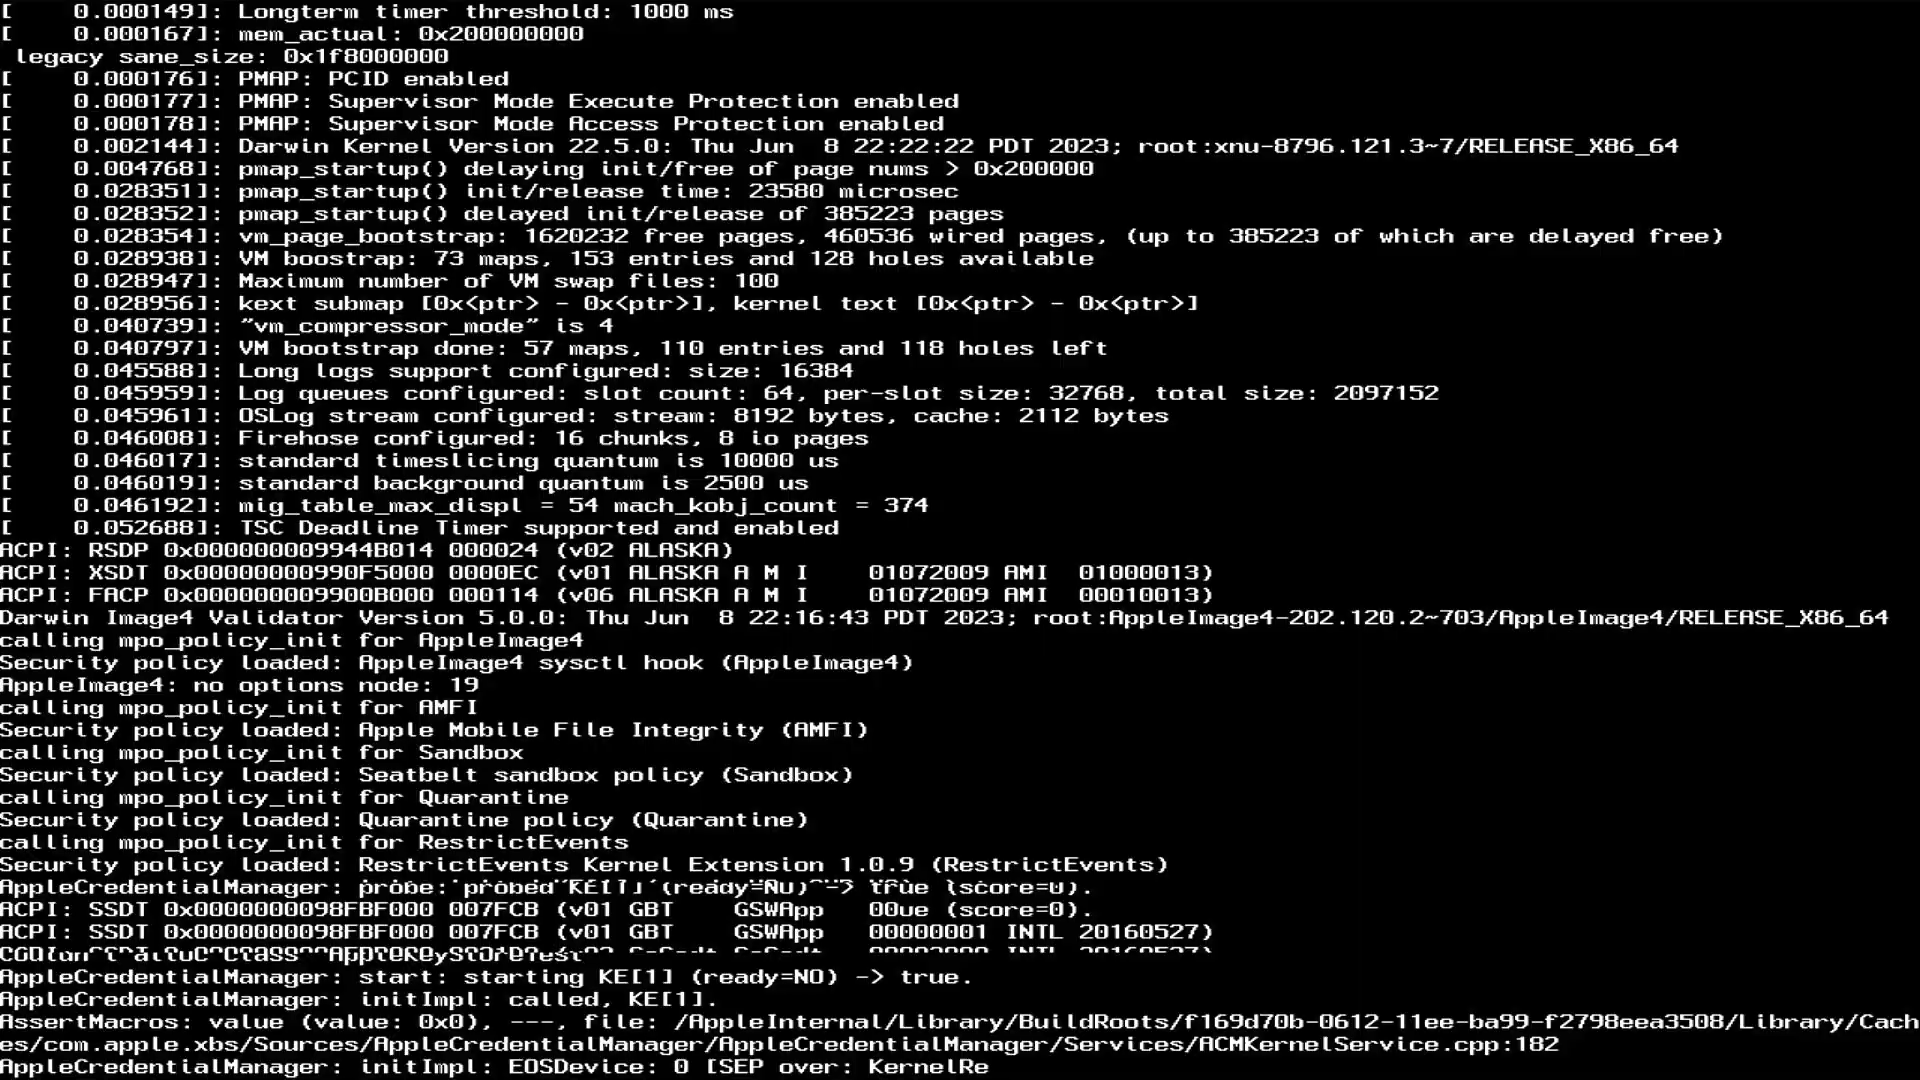 [    0.000149]: Longterm timer threshold: 1000 ms
[    0.000167]: mem_actual: 0x200000000
 legacy sane_size: 0x1f8000000
[    0.000176]: PMAP: PCID enabled
[    0.000177]: PMAP: Supervisor Mode Execute Protection enabled
[    0.000178]: PMAP: Supervisor Mode Access Protection enabled
[    0.002144]: Darwin Kernel Version 22.5.0: Thu Jun  8 22:22:22 PDT 2023; root:xnu-8796.121.3~7/RELEASE_X86_64
[    0.004768]: pmap_startup() delaying init/free of page nums > 0x200000
[    0.028351]: pmap_startup() init/release time: 23580 microsec
[    0.028352]: pmap_startup() delayed init/release of 385223 pages
[    0.028354]: vm_page_bootstrap: 1620232 free pages, 460536 wired pages, (up to 385223 of which are delayed free)
[    0.028938]: VM boostrap: 73 maps, 153 entries and 128 holes available
[    0.028947]: Maximum number of VM swap files: 100
[    0.028956]: kext submap [0x<ptr> - 0x<ptr>], kernel text [0x<ptr> - 0x<ptr>]
[    0.040739]: "vm_compressor_mode" is 4
[    0.040797]: VM bootstrap done: 57 maps, 110 entries and 118 holes left
[    0.045588]: Long logs support configured: size: 16384
[    0.045959]: Log queues configured: slot count: 64, per-slot size: 32768, total size: 2097152
[    0.045961]: OSLog stream configured: stream: 8192 bytes, cache: 2112 bytes
[    0.046008]: Firehose configured: 16 chunks, 8 io pages
[    0.046017]: standard timeslicing quantum is 10000 us
[    0.046019]: standard background quantum is 2500 us
[    0.046192]: mig_table_max_displ = 54 mach_kobj_count = 374
[    0.052688]: TSC Deadline Timer supported and enabled
ACPI: RSDP 0x000000009944B014 000024 (v02 ALASKA)
ACPI: XSDT 0x00000000990F5000 0000EC (v01 ALASKA A M I    01072009 AMI  01000013)
ACPI: FACP 0x000000009900B000 000114 (v06 ALASKA A M I    01072009 AMI  00010013)
Darwin Image4 Validator Version 5.0.0: Thu Jun  8 22:16:43 PDT 2023; root:AppleImage4-202.120.2~703/AppleImage4/RELEASE_X86_64
calling mpo_policy_init for AppleImage4
Security policy loaded: AppleImage4 sysctl hook (AppleImage4)
AppleImage4: no options node: 19
calling mpo_policy_init for AMFI
Security policy loaded: Apple Mobile File Integrity (AMFI)
calling mpo_policy_init for Sandbox
Security policy loaded: Seatbelt sandbox policy (Sandbox)
calling mpo_policy_init for Quarantine
Security policy loaded: Quarantine policy (Quarantine)
calling mpo_policy_init for RestrictEvents
Security policy loaded: RestrictEvents Kernel Extension 1.0.9 (RestrictEvents)
AppleCredentialManager: probe:
ACPI: SSDT 0x0000000098FBF000 007FCB (v01 GBT    GSWApp   00ue (score=0).
ACPI: SSDT 0x0000000098FBF000 007FCB (v01 GBT    GSWApp   00000001 INTL 20160527)
AppleCredentialManager: start: starting KE[1] (ready=NO) -> true.
AppleCredentialManager: initImpl: called, KE[1].
AssertMacros: value (value: 0x0), ---, file: /AppleInternal/Library/BuildRoots/f169d70b-0612-11ee-ba99-f2798eea3508/Library/Cach
es/com.apple.xbs/Sources/AppleCredentialManager/AppleCredentialManager/Services/ACMKernelService.cpp:182
AppleCredentialManager: initImpl: EOSDevice: 0 [SEP over: KernelRe